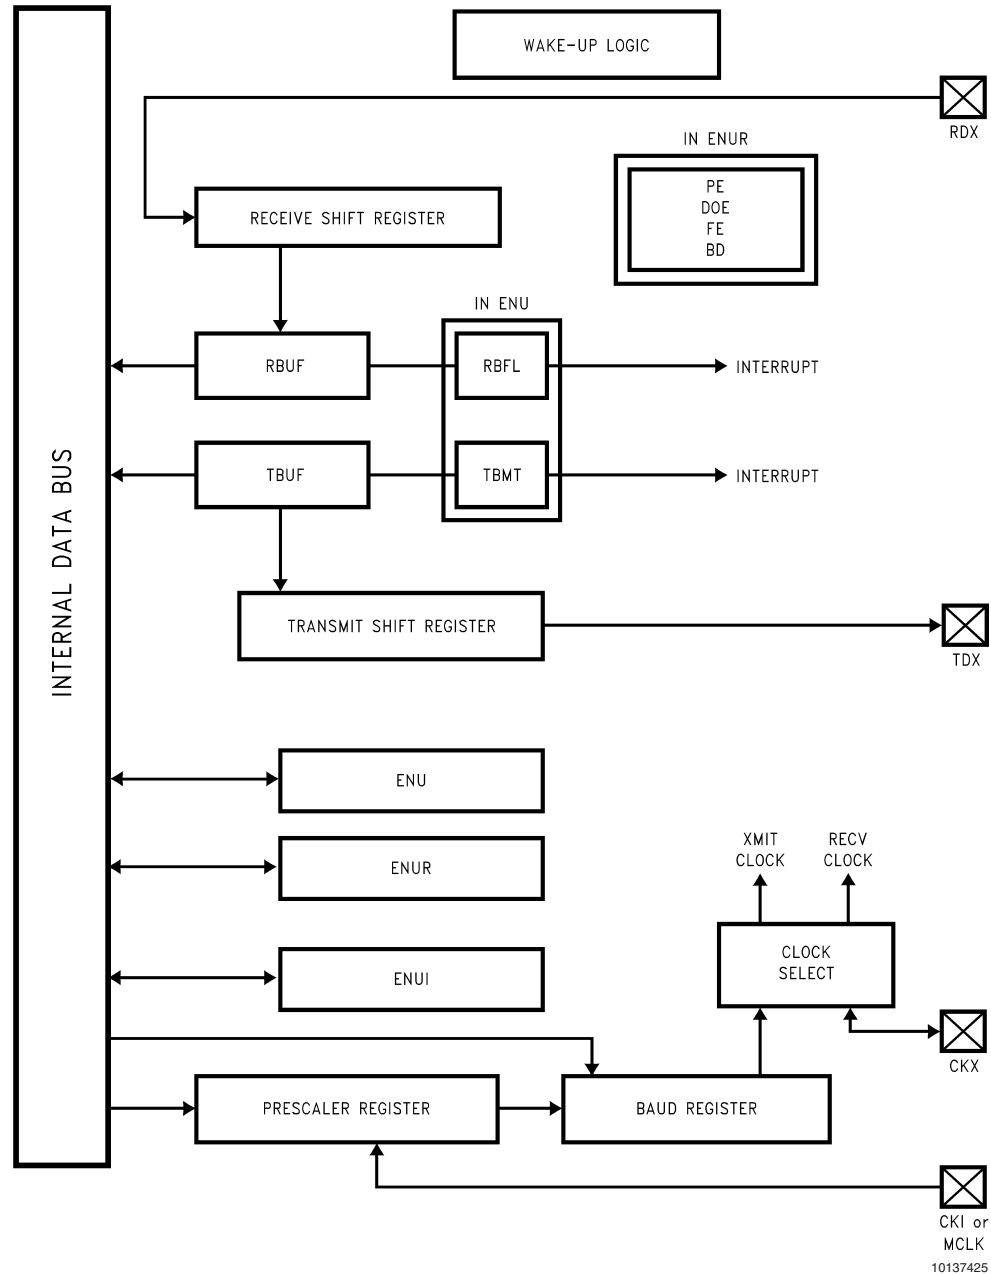 WAKE-UP LOGIC
RDX
IN ENUR
PE
DOE
FE
BD
RECEIVE SHIFT REGISTER
IN ENU
RBUF
RBFL
INTERRUPT
TBUF
TBMT
INTERRUPT
INTERNAL DATA BUS
TRANSMIT SHIFT REGISTER
TDX
ENU
ENUR
XMIT
CLOCK
RECV
CLOCK
CLOCK
SELECT
ENUI
CKX
PRESCALER REGISTER
BAUD REGISTER
CKI or
MCLK
10137425